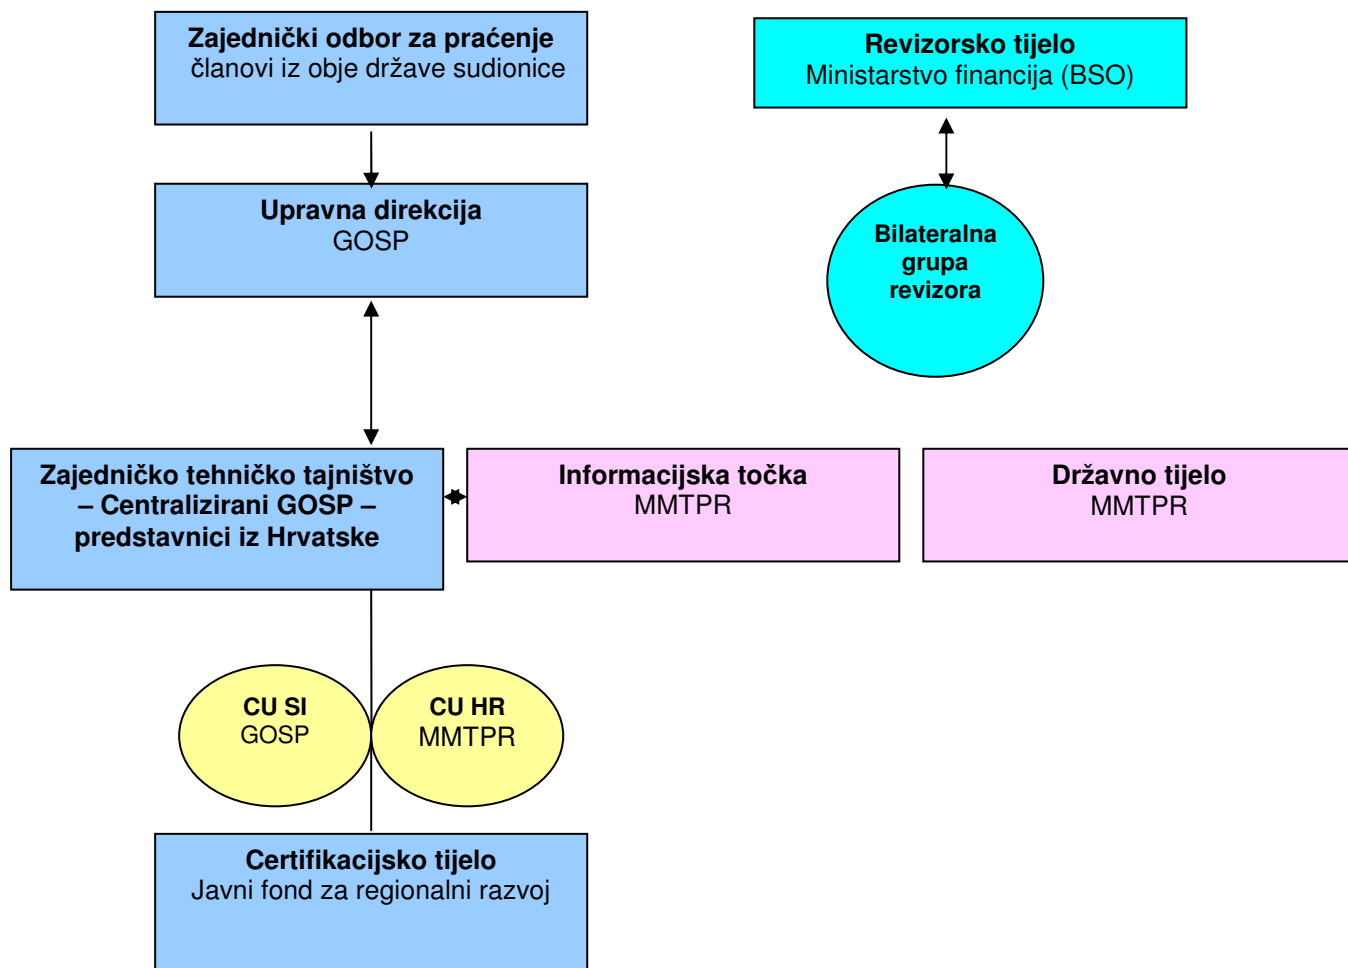 Zajednički odbor za praćenje
članovi iz obje države sudionice
Revizorsko tijelo
Ministarstvo financija (BSO)
Upravna direkcija
GOSP
Bilateralna
grupa
revizora
Zajedničko tehničko tajništvo
– Centralizirani GOSP –
predstavnici iz Hrvatske
Informacijska točka
MMTPR
Državno tijelo
MMTPR
CU SI
GOSP
CU HR
MMTPR
Certifikacijsko tijelo
Javni fond za regionalni razvoj